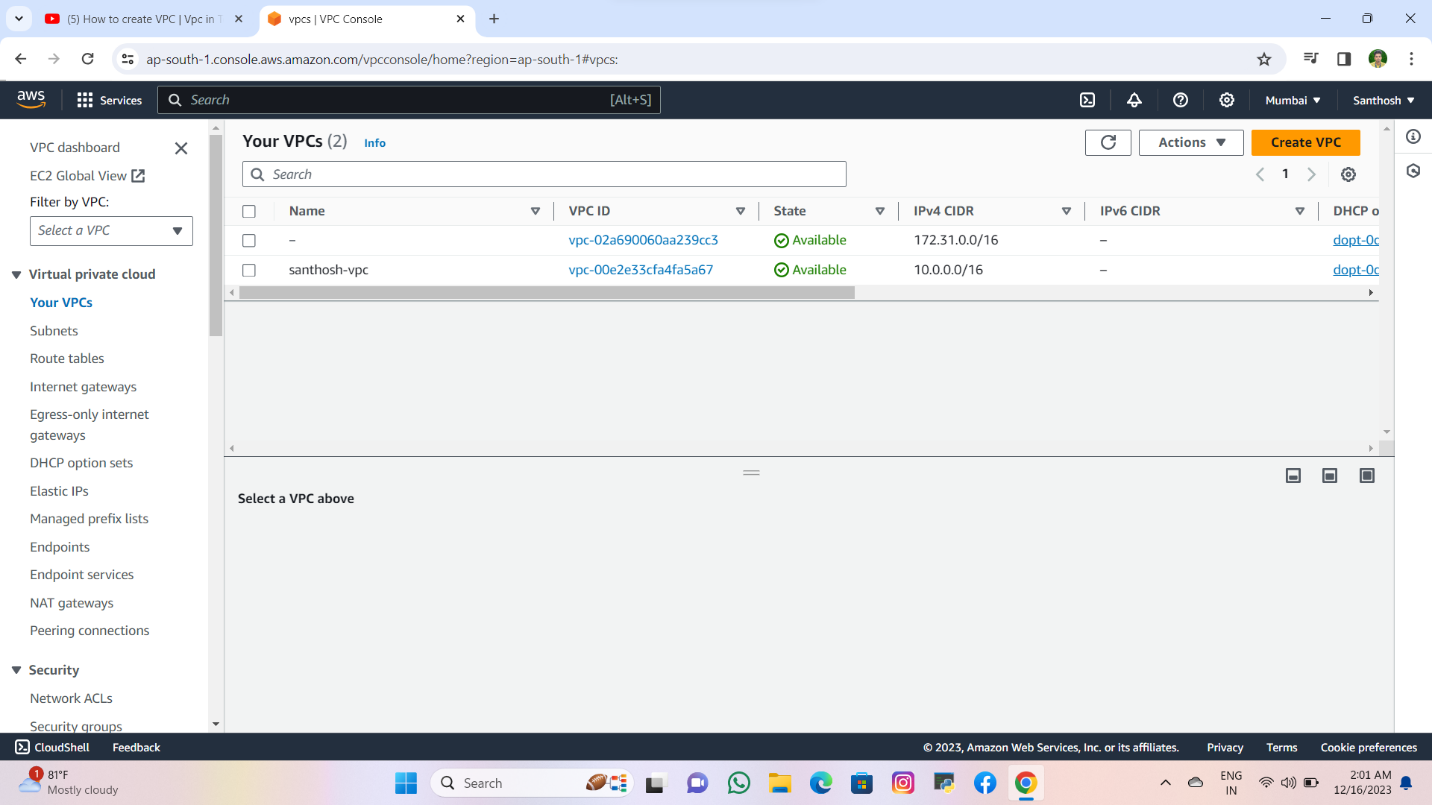 (5) How to create VPC | Vpc in T
vpcs | VPC Console
ap-south-1.console.aws.amazon.com/vpcconsole/home?region=ap-south-1#vpcs:
aws
Services
Search
[Alt+S]
Mumbai
Santhosh
VPC dashboard
EC2 Global View
Filter by VPC:
Select a VPC
Virtual private cloud
Your VPCs
Subnets
Route tables
Internet gateways
Egress-only internet
gateways
DHCP option sets
Elastic IPs
Managed prefix lists
Endpoints
Endpoint services
NAT gateways
Peering connections
Security
Network ACLs
Security groups
Your VPCs (2) Info
Actions
Create VPC
Search
1
Name VPC ID State IPv4 CIDR IPv6 CIDR DHCP o
– vpc-02a690060aa239cc3 Available 172.31.0.0/16 – dopt-0c
santhosh-vpc vpc-00e2e33cfa4fa5a67 Available 10.0.0.0/16 – dopt-0c
Select a VPC above
CloudShell Feedback © 2023, Amazon Web Services, Inc. or its affiliates. Privacy Terms Cookie preferences
1
81°F
Mostly cloudy
Search
ENG
IN
2:01 AM
12/16/2023